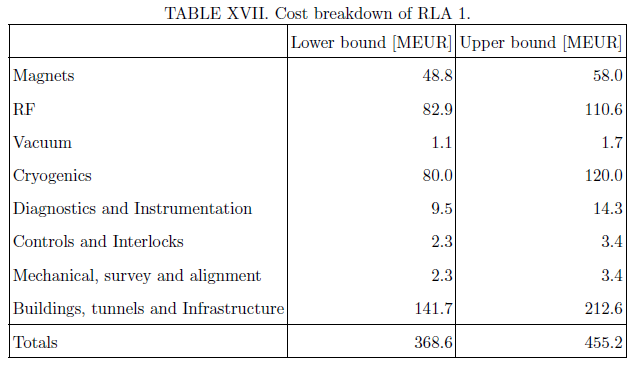 TABLE XVII. Cost breakdown of RLA 1.
Lower bound [MEUR] Upper bound [MEUR]
Magnets 48.8 58.0
RF 82.9 110.6
Vacuum 1.1 1.7
Cryogenics 80.0 120.0
Diagnostics and Instrumentation 9.5 14.3
Controls and Interlocks 2.3 3.4
Mechanical, survey and alignment 2.3 3.4
Buildings, tunnels and Infrastructure 141.7 212.6
Totals 368.6 455.2